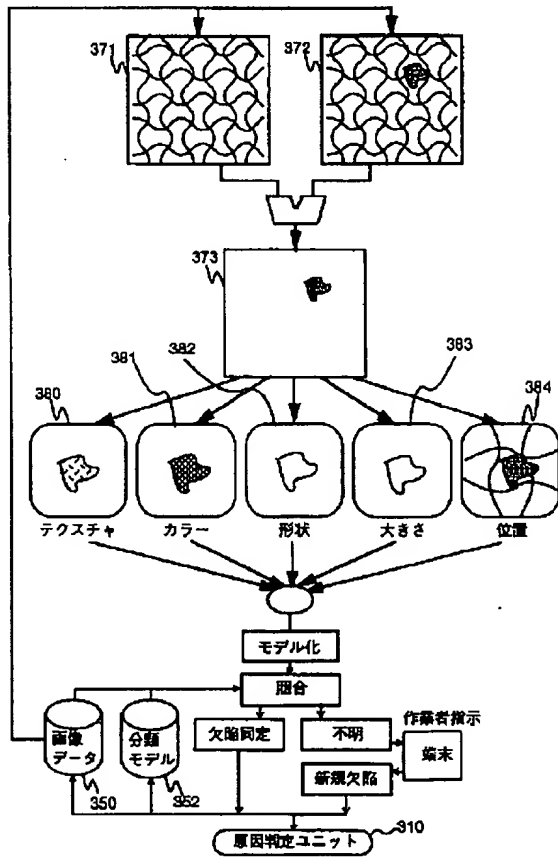 371
372
373
382
383
381
380
384
テクスチャ
カラー
形状
大きさ
位置
モデル化
照合
作業者指示
画像
データ
分類
モデル
欠陥同定
不明
端末
新規欠陥
350
352
310
原因判定ユニット